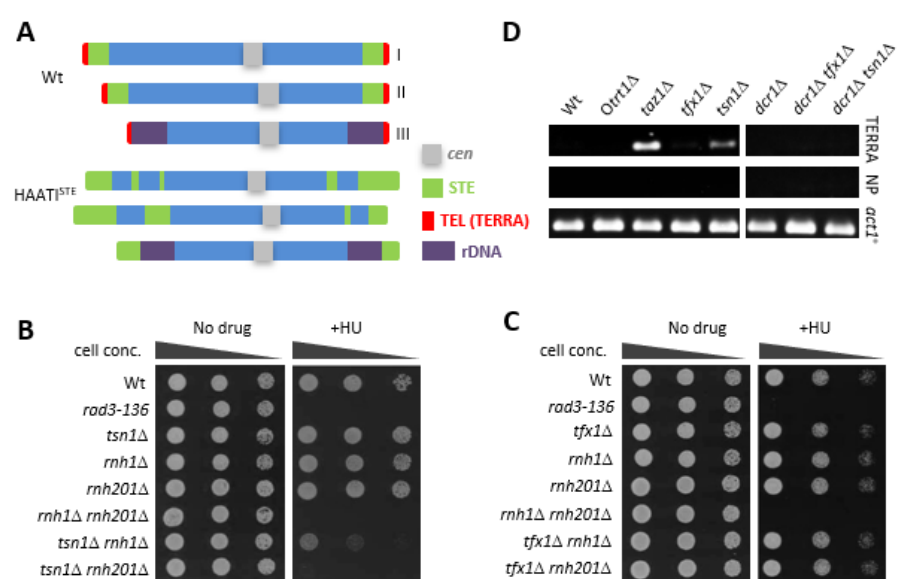 A
Wt
I
II
III
HAATISTE
cen
STE
TEL (TERRA)
rDNA
D
Wt
Otrt1Δ
taz1Δ
tfx1Δ
tsn1Δ
dcr1Δ
dcr1Δ tfx1Δ
dcr1Δ tsn1Δ
TERRA
NP
act1+
B
No drug
+HU
cell conc.
Wt
rad3-136
tsn1Δ
rnh1Δ
rnh201Δ
rnh1Δ rnh201Δ
tsn1Δ rnh1Δ
tsn1Δ rnh201Δ
C
No drug
+HU
cell conc.
Wt
rad3-136
tfx1Δ
rnh1Δ
rnh201Δ
rnh1Δ rnh201Δ
tfx1Δ rnh1Δ
tfx1Δ rnh201Δ